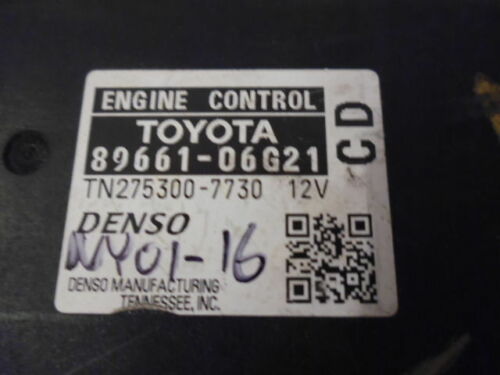 ENGINE CONTROL
TOYOTA
89661-06G21
CD
TN275300-7730 12V
DENSO
NY01-16
DENSO MANUFACTURING
TENNESSEE, INC.